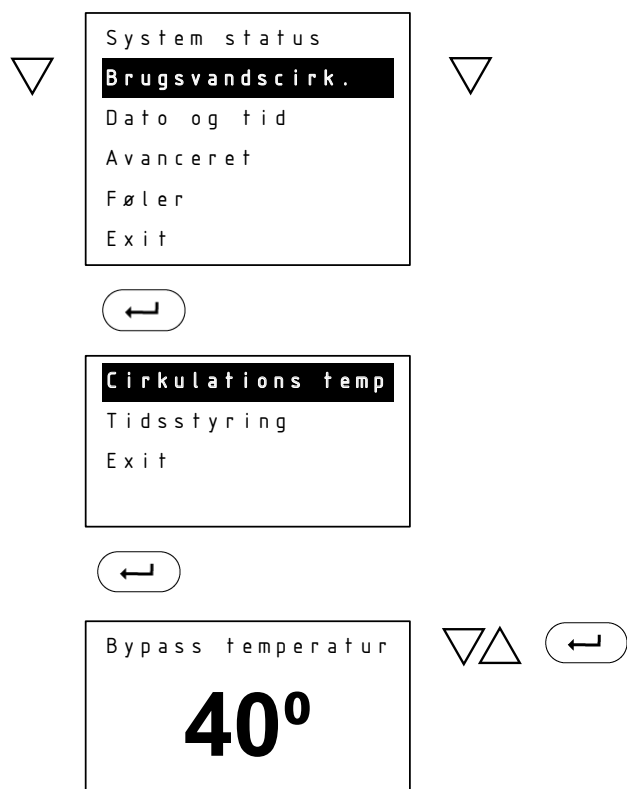 System status
Brugsvandscirk.
Dato og tid
Avanceret
Føler
Exit
Cirkulations temp
Tidsstyring
Exit
Bypass temperatur
40º